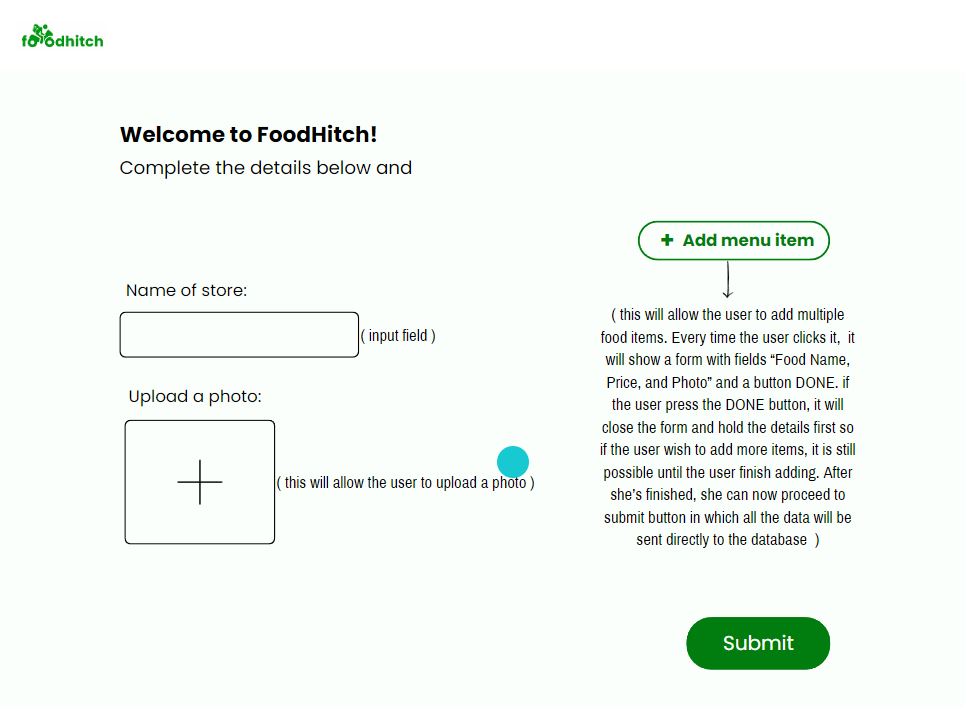 foodhitch
Welcome to FoodHitch!
Complete the details below and
+ Add menu item
Name of store:
( input field )
Upload a photo:
( this will allow the user to upload a photo )
( this will allow the user to add multiple
food items. Every time the user clicks it, it
will show a form with fields “Food Name,
Price, and Photo” and a button DONE. if
the user press the DONE button, it will
close the form and hold the details first so
if the user wish to add more items, it is still
possible until the user finish adding. After
she’s finished, she can now proceed to
submit button in which all the data will be
sent directly to the database )
Submit